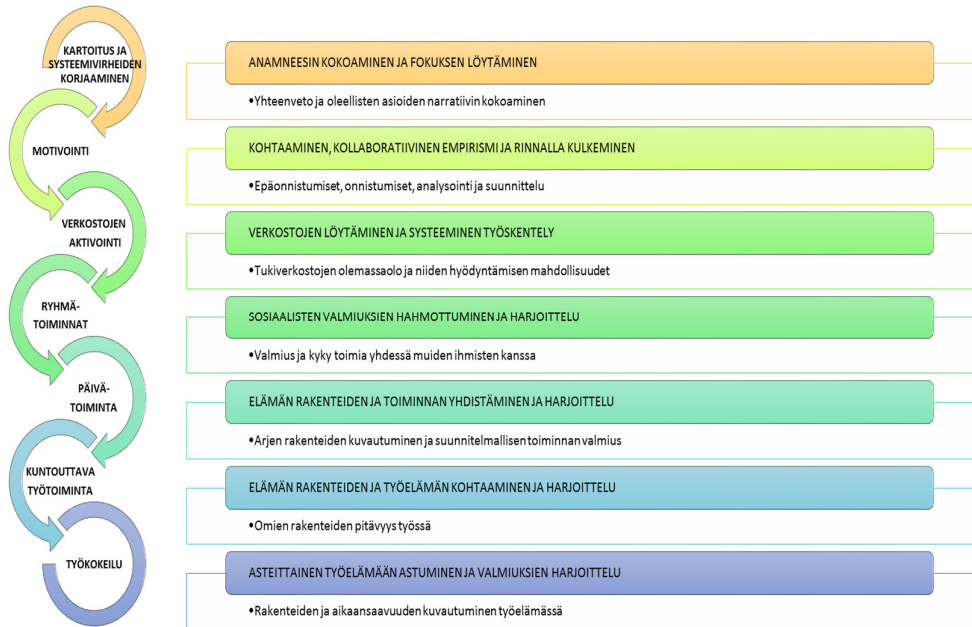 KARTOITUS JA
SYSTEEMIVIRHEIDEN
KORJAAMINEN
ANAMNEESIN KOKOAMINEN JA FOKUKSEN LÖYTÄMINEN
•Yhteenveto ja oleellisten asioiden narratiivin kokoaminen
MOTIVOINTI
KOHTAAMINEN, KOLLABORATIIVINEN EMPIRISMI JA RINNALLA KULKEMINEN
•Epäonnistumiset, onnistumiset, analysointi ja suunnittelu
VERKOSTOJEN
AKTIVOINTI
VERKOSTOJEN LÖYTÄMINEN JA SYSTEEMINEN TYÖSKENTELY
•Tukiverkostojen olemassaolo ja niiden hyödyntämisen mahdollisuudet
RYHMÄ-
TOIMINNAT
SOSIAALISTEN VALMIUKSIEN HAHMOTTUMINEN JA HARJOITTELU
•Valmius ja kyky toimia yhdessä muiden ihmisten kanssa
PÄIVÄ-
TOIMINTA
ELÄMÄN RAKENTEIDEN JA TOIMINNAN YHDISTÄMINEN JA HARJOITTELU
•Arjen rakenteiden kuvautuminen ja suunnitelmallisen toiminnan valmius
KUNTOUTTAVA
TYÖTOIMINTA
ELÄMÄN RAKENTEIDEN JA TYÖELÄMÄN KOHTAAMINEN JA HARJOITTELU
•Omien rakenteiden pitävyys työssä
TYÖKOKEILU
ASTEITTAINEN TYÖELÄMÄÄN ASTUMINEN JA VALMIUKSIEN HARJOITTELU
•Rakenteiden ja aikaansaavuuden kuvautuminen työelämässä